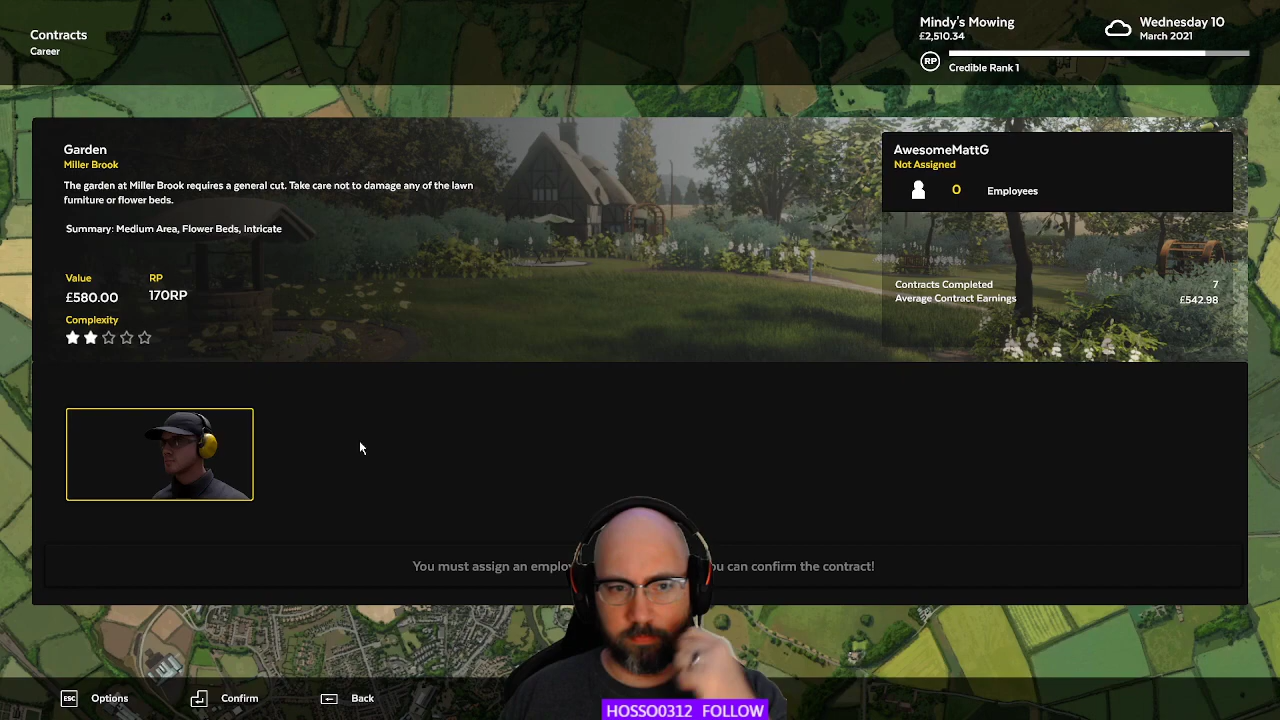 Contracts
Career
Mindy's Mowing
£2,510.34
Wednesday 10
March 2021
RP
Credible Rank 1
Garden
Miller Brook
The garden at Miller Brook requires a general cut. Take care not to damage any of the lawn
furniture or flower beds.
Summary: Medium Area, Flower Beds, Intricate
Value
RP
£580.00
170RP
Complexity
AwesomeMattG
Not Assigned
0 Employees
Contracts Completed 7
Average Contract Earnings £542.98
You must assign an employ ou can confirm the contract!
ESC Options
Confirm
Back
HOSSO0312 FOLLOW